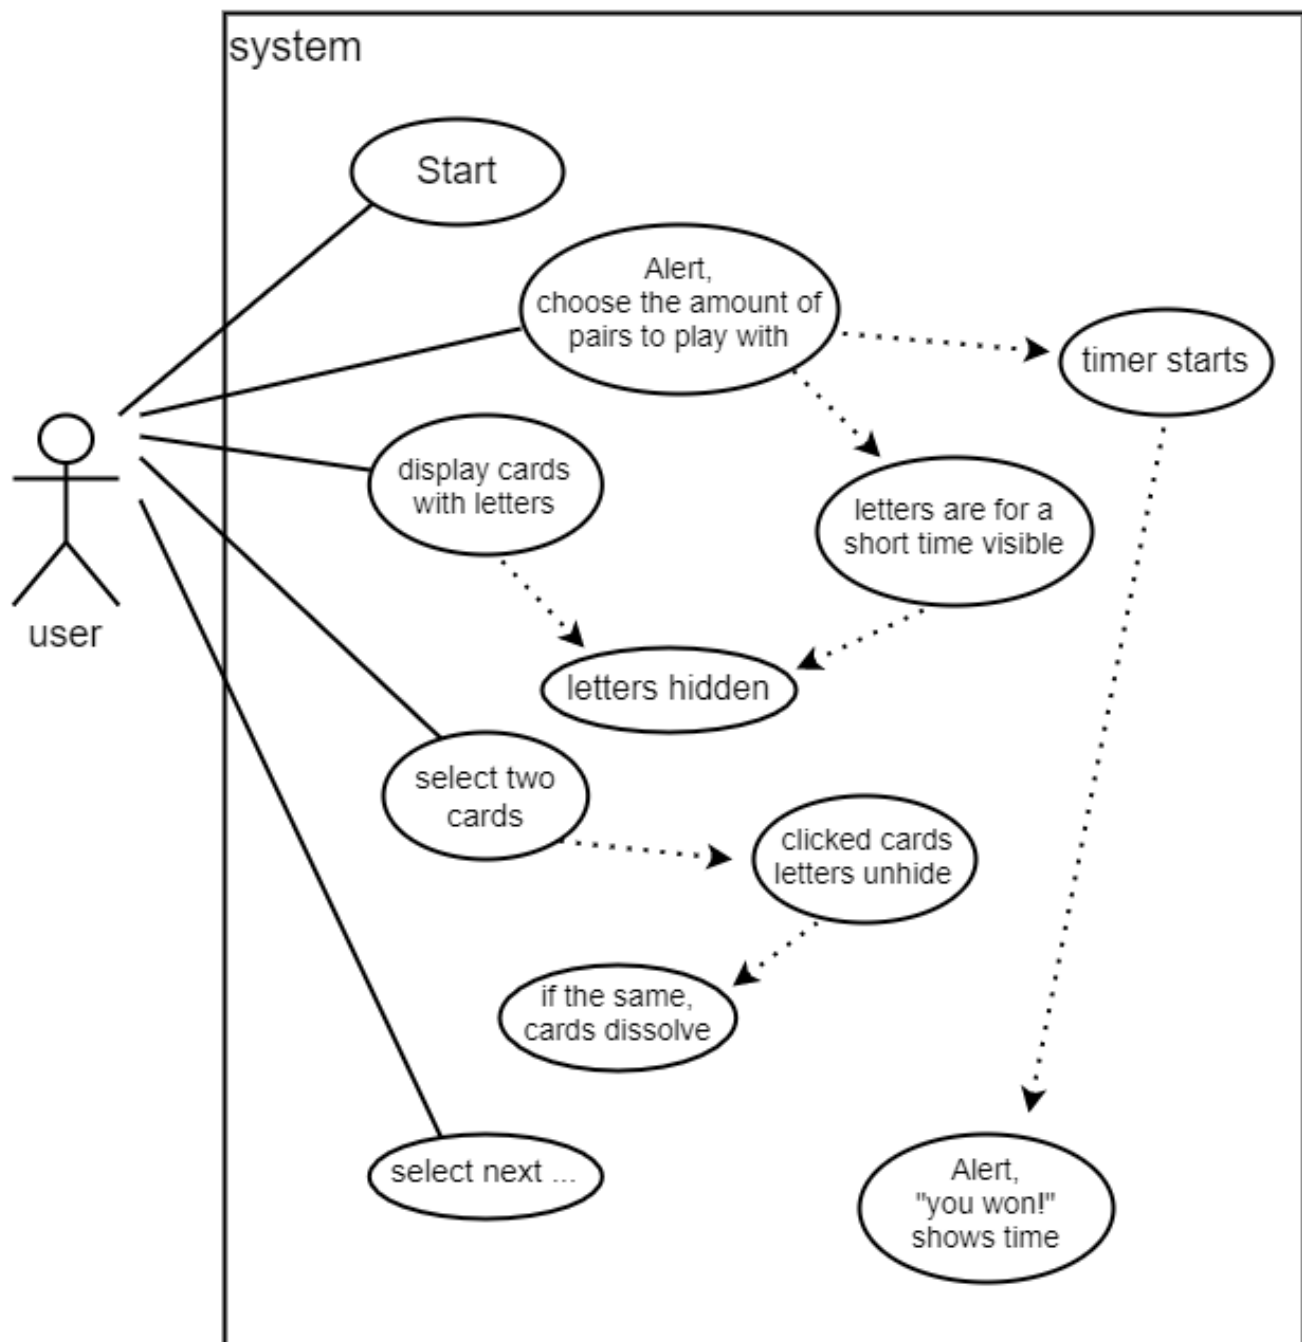 system
Start
Alert,
choose the amount of
pairs to play with
timer starts
display cards
with letters
letters are for a
short time visible
user
letters hidden
select two
cards
clicked cards
letters unhide
if the same,
cards dissolve
select next ...
Alert,
"you won!"
shows time